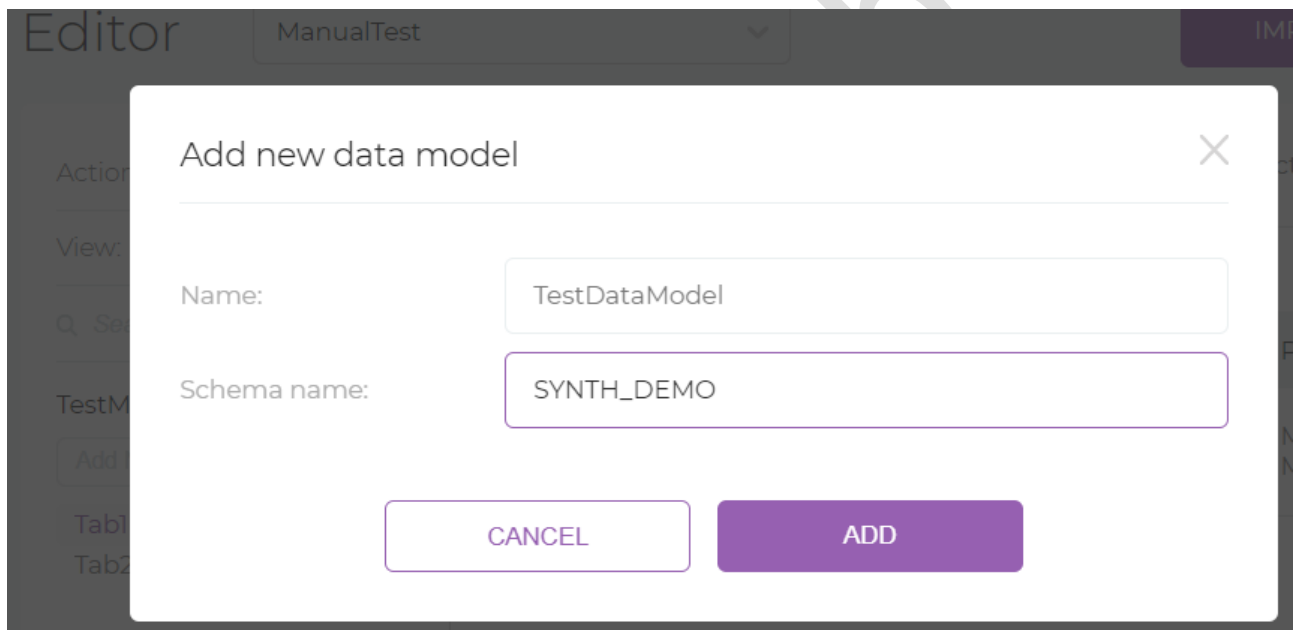 Editor
ManualTest
Add new data model
View:
Name:
TestDataModel
Schema name:
SYNTH_DEMO
Tab1
Tab2
CANCEL
ADD